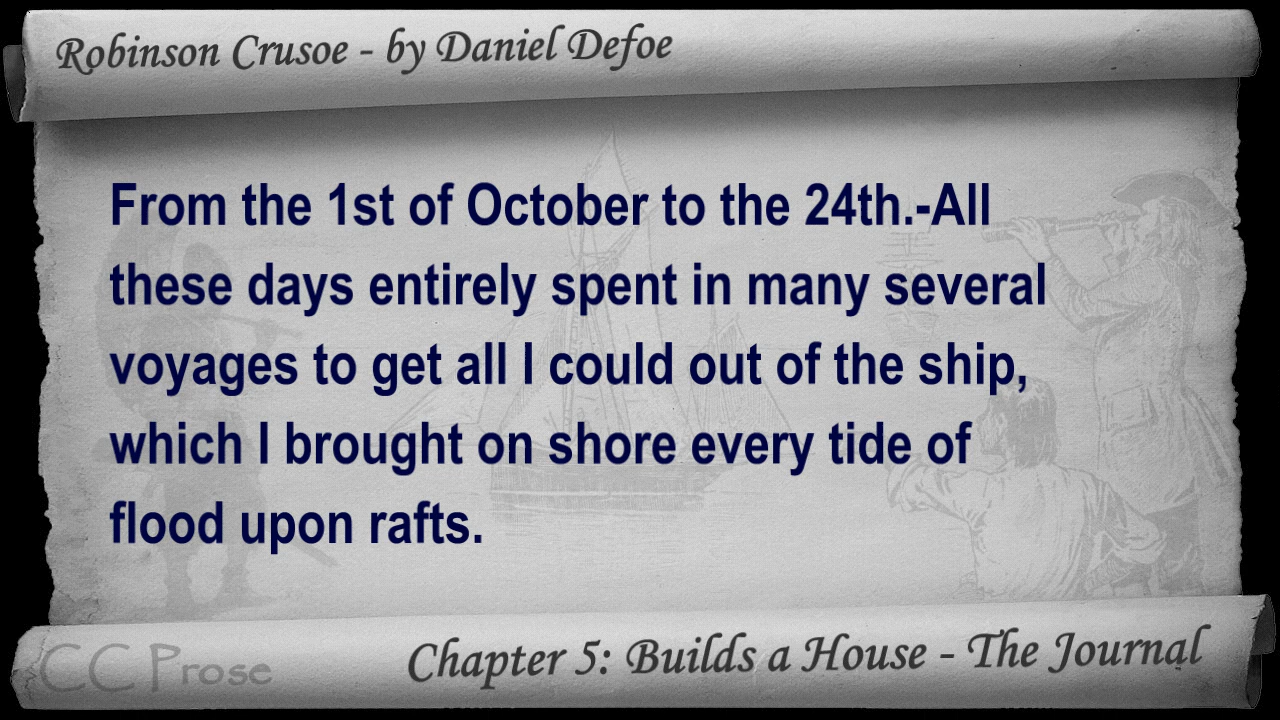 Robinson Crusoe - by Daniel Defoe
From the 1st of October to the 24th.-All
these days entirely spent in many several
voyages to get all I could out of the ship,
which I brought on shore every tide of
flood upon rafts.
CC Prose
Chapter 5: Builds a House - The Journal